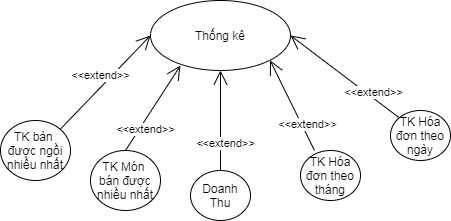 Thống kê
<<extend>>
<<extend>>
<<extend>>
<<extend>>
<<extend>>
TK bàn
được ngồi
nhiều nhất
TK Món
bán được
nhiều nhất
Doanh
Thu
TK Hóa
đơn theo
tháng
TK Hóa
đơn theo
ngày